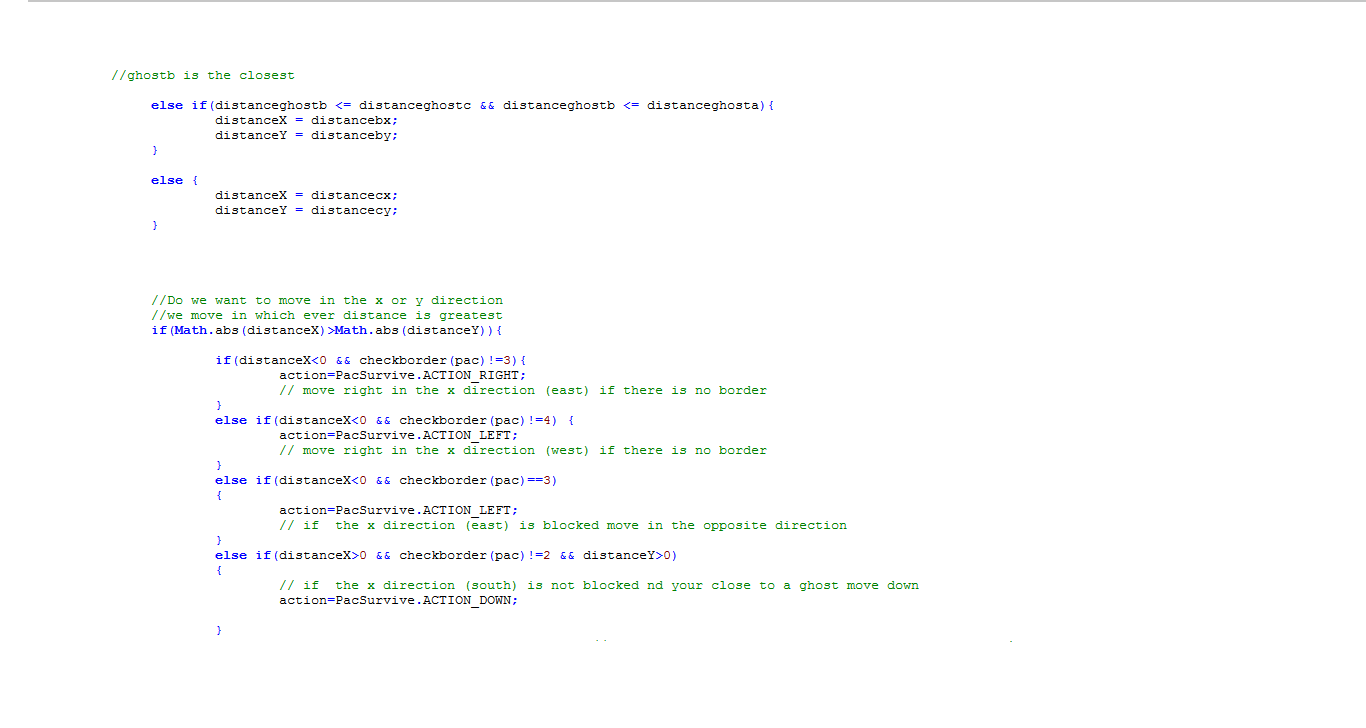 //ghostb is the closest
else if(distanceghostb <= distanceghostc && distanceghostb <= distanceghosta){
distanceX = distancebx;
distanceY = distanceby;
}
else {
distanceX = distancecx;
distanceY = distancecy;
}
//Do we want to move in the x or y direction
//we move in which ever distance is greatest
if(Math.abs(distanceX)>Math.abs(distanceY)){
if(distanceX<0 && checkborder(pac)!=3){
action=PacSurvive.ACTION_RIGHT;
// move right in the x direction (east) if there is no border
}
else if(distanceX<0 && checkborder(pac)!=4) {
action=PacSurvive.ACTION_LEFT;
// move right in the x direction (west) if there is no border
}
else if(distanceX<0 && checkborder(pac)==3)
{
action=PacSurvive.ACTION_LEFT;
// if  the x direction (east) is blocked move in the opposite direction
}
else if(distanceX>0 && checkborder(pac)!=2 && distanceY>0)
{
// if  the x direction (south) is not blocked nd your close to a ghost move down
action=PacSurvive.ACTION_DOWN;
}